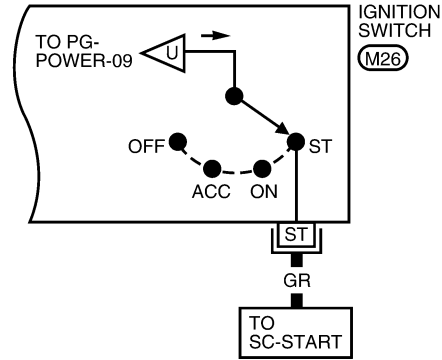 IGNITION
SWITCH
M26
TO PG-
POWER-09
U
OFF
ACC
ON
ST
ST
GR
TO
SC-START